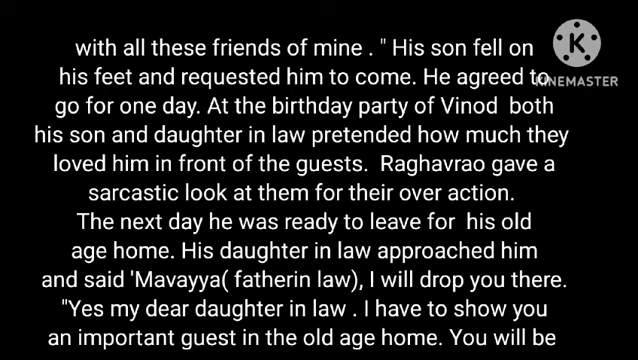 with all these friends of mine . " His son fell on
his feet and requested him to come. He agreed to
go for one day. At the birthday party of Vinod both
his son and daughter in law pretended how much they
loved him in front of the guests. Raghavrao gave a
sarcastic look at them for their over action.
The next day he was ready to leave for his old
age home. His daughter in law approached him
and said 'Mavayya( fatherin law), I will drop you there.
"Yes my dear daughter in law . I have to show you
an important guest in the old age home. You will be
K
KINEMASTER